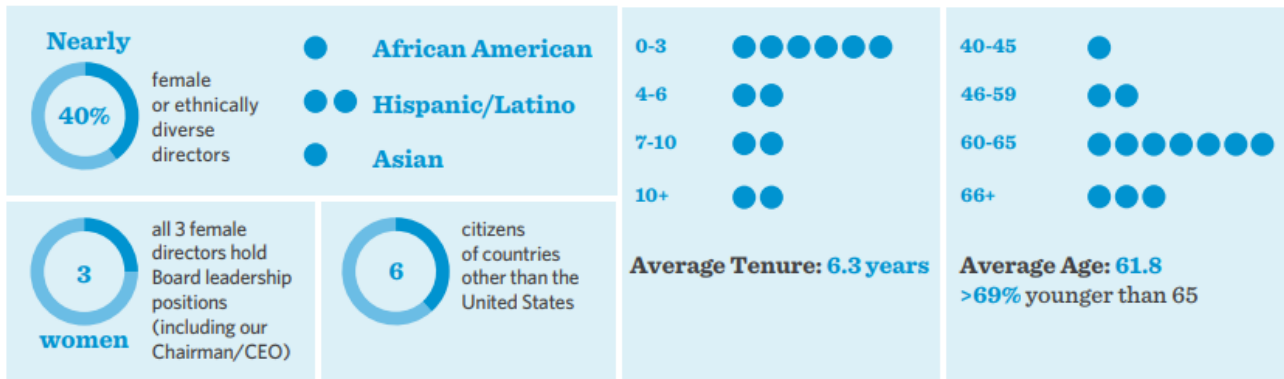 Nearly
40%
female
or ethnically
diverse
directors
African American
Hispanic/Latino
Asian
3
women
all 3 female
directors hold
Board leadership
positions
(including our
Chairman/CEO)
6
citizens
of countries
other than the
United States
0-3
4-6
7-10
10+
Average Tenure: 6.3 years
40-45
46-59
60-65
66+
Average Age: 61.8
>69% younger than 65